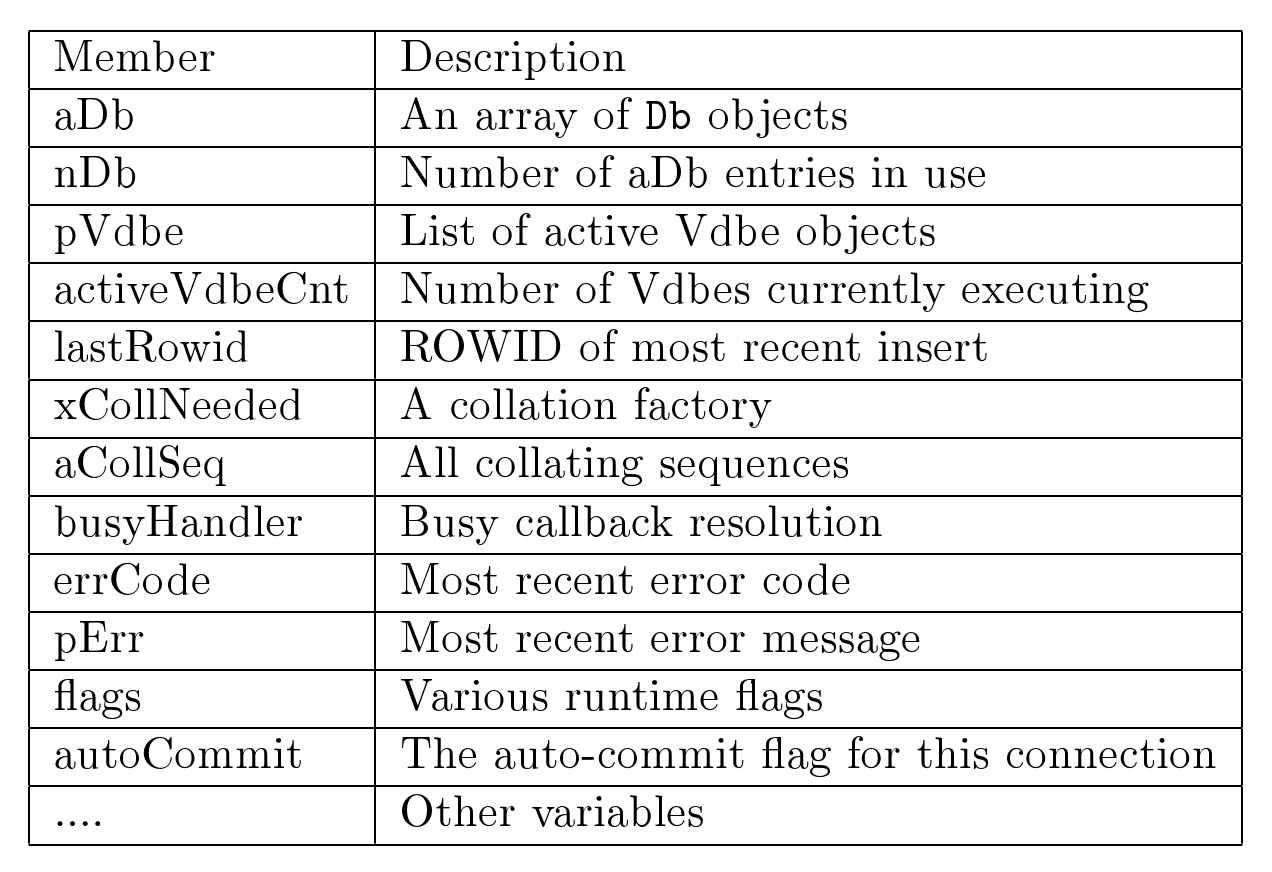 Member Description
aDb An array of Db objects
nDb Number of aDb entries in use
pVdbe List of active Vdbe objects
activeVdbeCnt Number of Vdbes currently executing
lastRowid ROWID of most recent insert
xCollNeeded A collation factory
aCollSeq All collating sequences
busyHandler Busy callback resolution
errCode Most recent error code
pErr Most recent error message
flags Various runtime flags
autoCommit The auto-commit flag for this connection
.... Other variables